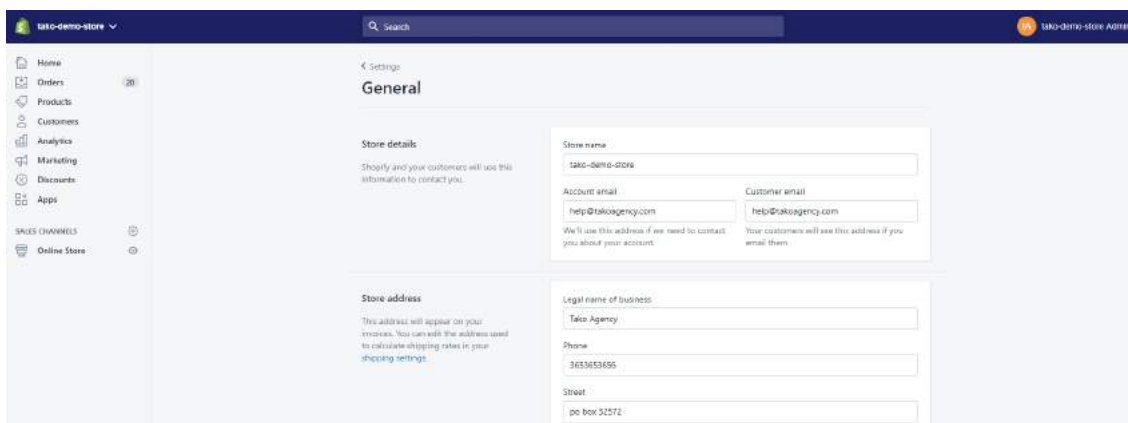 tako-demo-store
Search
tako-demo-store Admin
Home
Orders 20
Products
Customers
Analytics
Marketing
Discounts
Apps
SALES CHANNELS
Online Store
Settings
General
Store details
Shopify and your customers will use this
information to contact you.
Store name
tako-demo-store
Account email
Customer email
help@takoagency.com
help@takoagency.com
We'll use this address if we need to contact
you about your account.
Your customers will see this address if you
email them.
Store address
This address will appear on your
invoices. You can edit the address used
to calculate shipping rates in your
shipping settings.
Legal name of business
Tako Agency
Phone
3653653656
Street
po box 52572